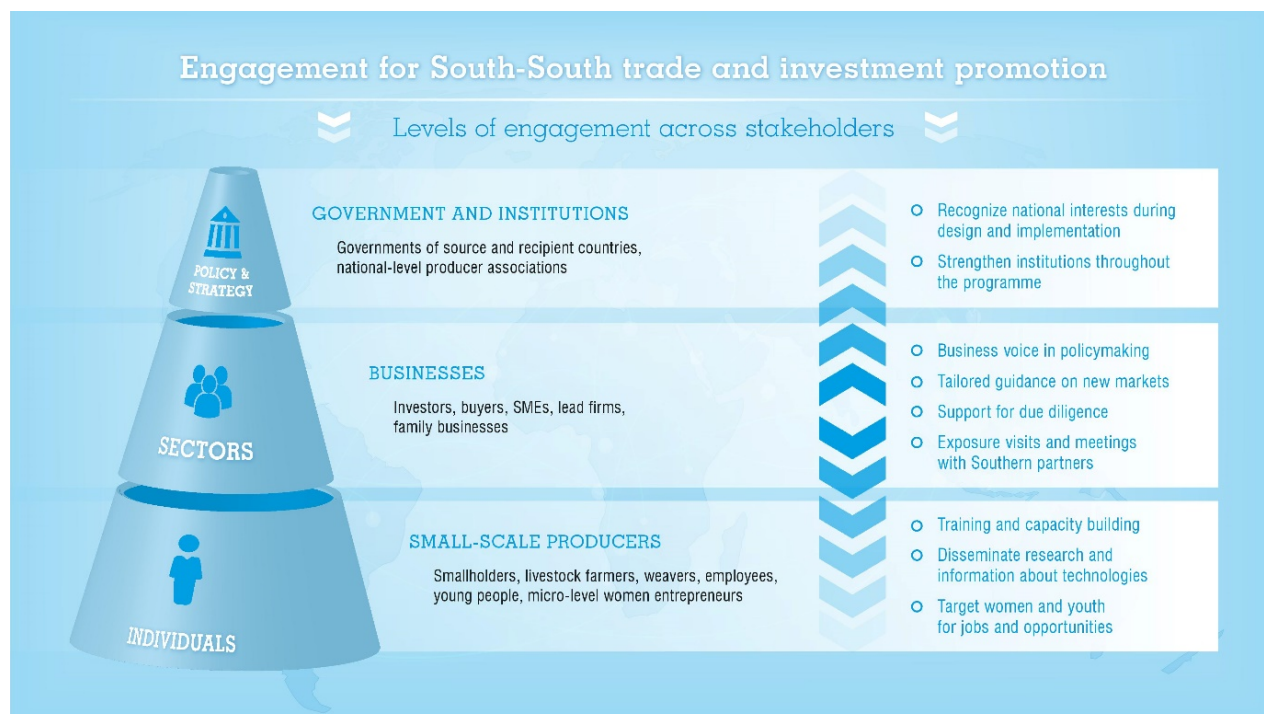 Engagement for South-South trade and investment promotion
Levels of engagement across stakeholders
POLICY &
STRATEGY
GOVERNMENT AND INSTITUTIONS
Governments of source and recipient countries,
national-level producer associations
Recognize national interests during
design and implementation
Strengthen institutions throughout
the programme
SECTORS
BUSINESSES
Investors, buyers, SMEs, lead firms,
family businesses
Business voice in policymaking
Tailored guidance on new markets
Support for due diligence
Exposure visits and meetings
with Southern partners
INDIVIDUALS
SMALL-SCALE PRODUCERS
Smallholders, livestock farmers, weavers, employees,
young people, micro-level women entrepreneurs
Training and capacity building
Disseminate research and
information about technologies
Target women and youth
for jobs and opportunities